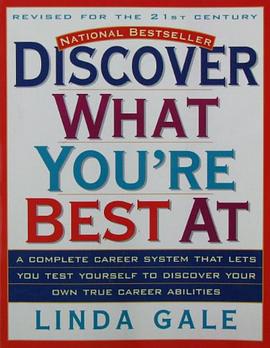 REVISED FOR THE 21ST CENTURY
NATIONAL BESTSELLER
DISCOVER
WHAT
YOU'RE
BEST AT
A COMPLETE CAREER SYSTEM THAT LETS
YOU TEST YOURSELF TO DISCOVER YOUR
OWN TRUE CAREER ABILITIES
LINDA GALE